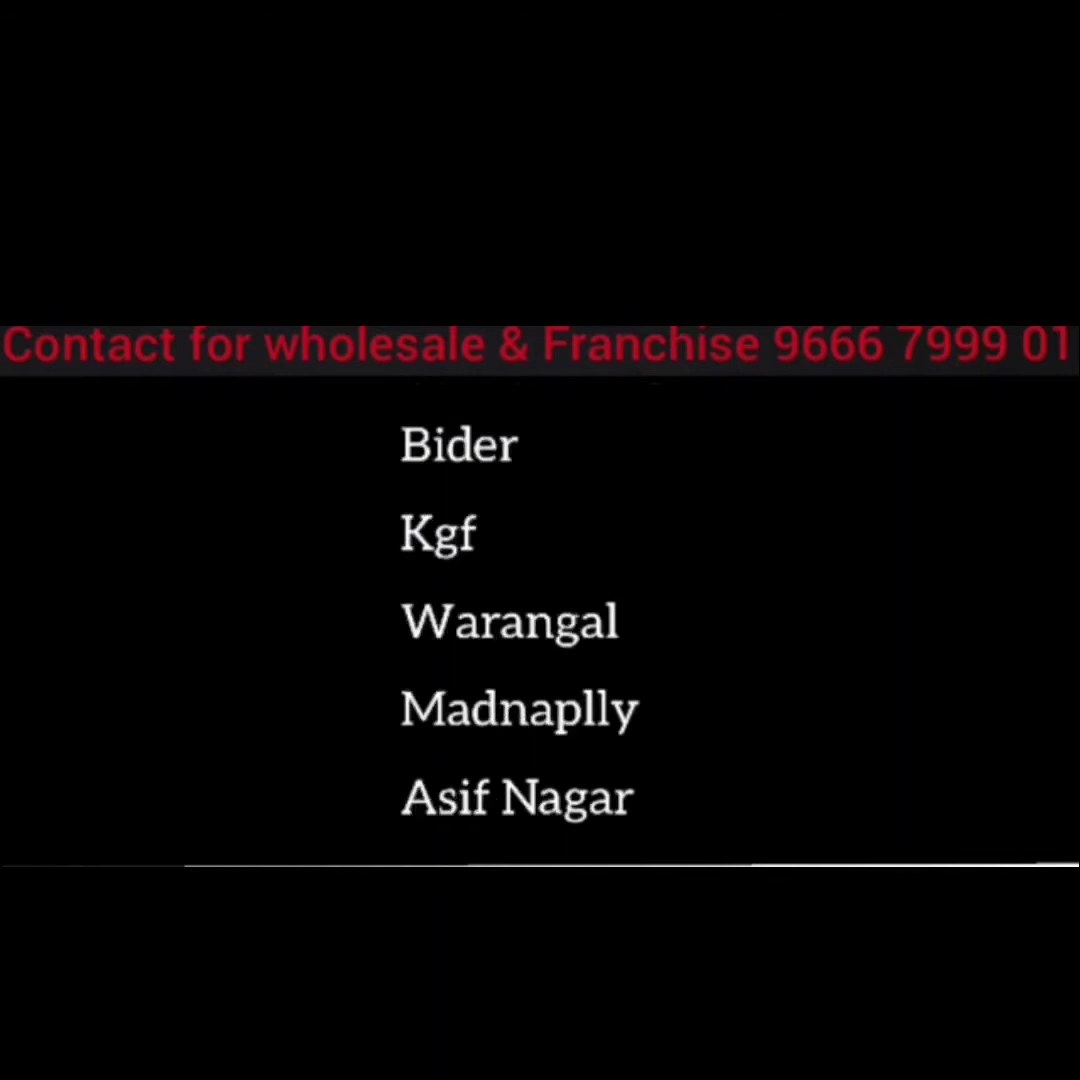 Contact for wholesale & Franchise 9666 7999 01
Bider
Kgf
Warangal
Madnaplly
Asif Nagar